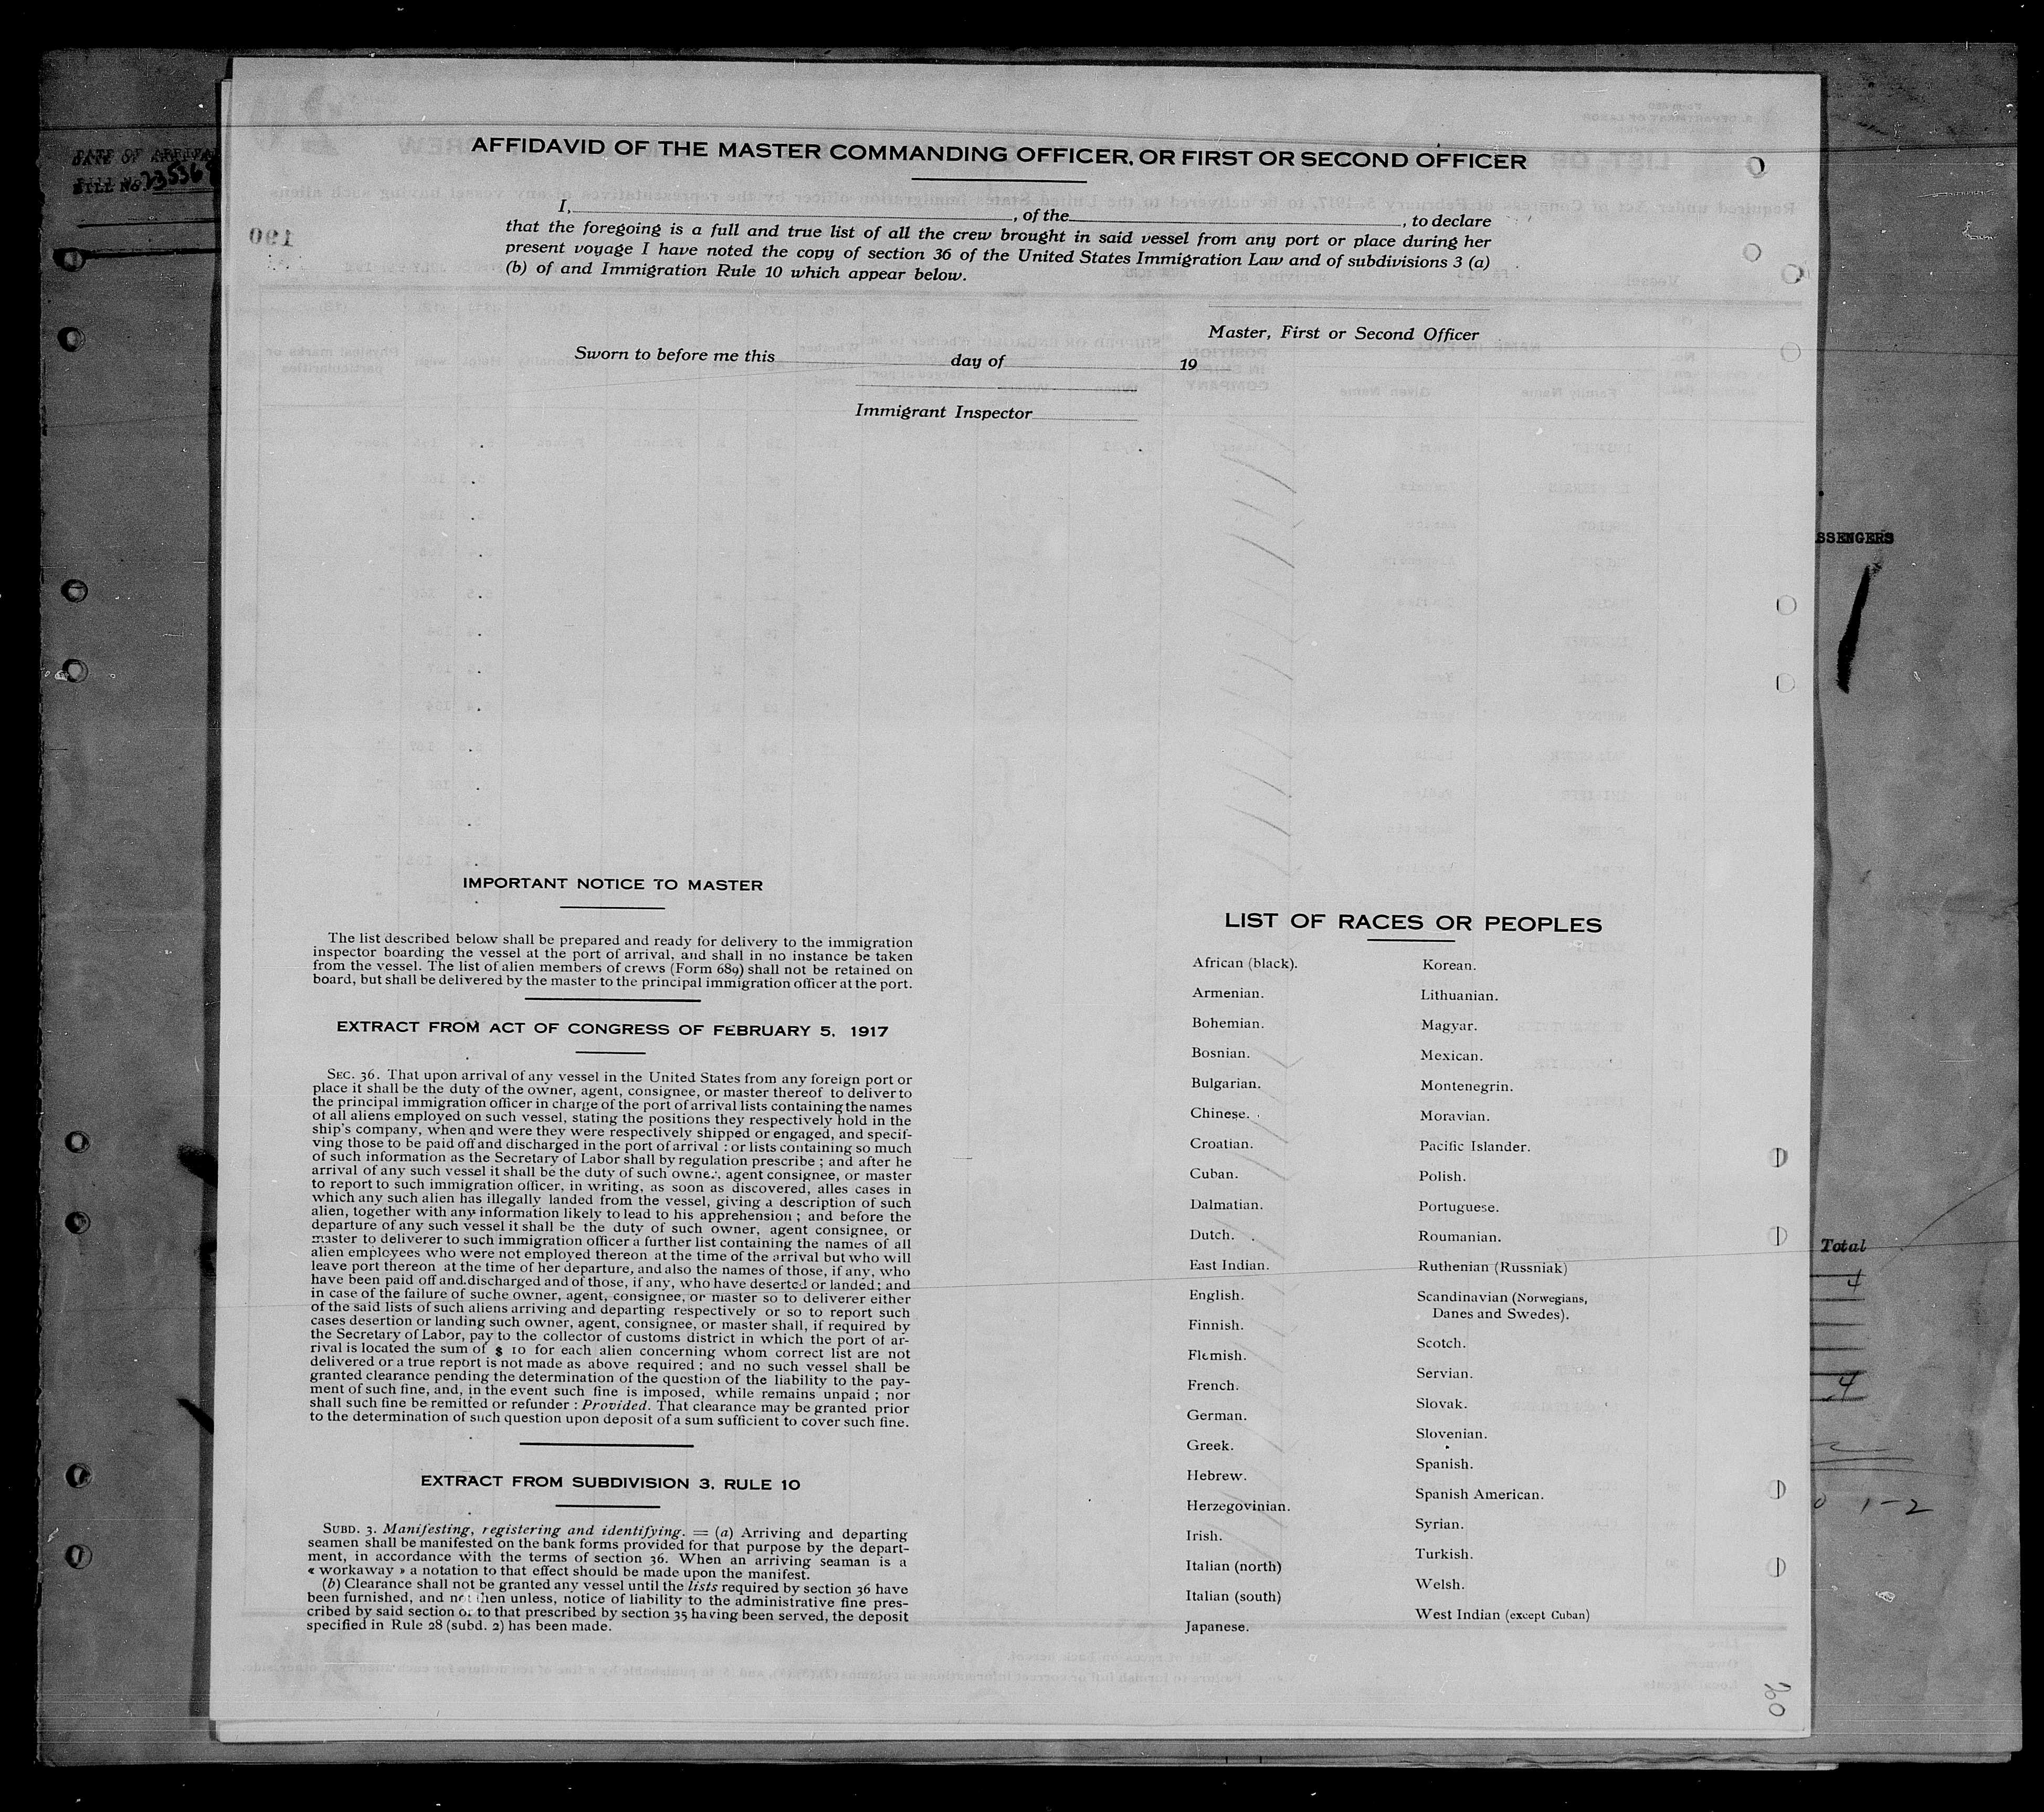 AFFIDAVID OF THE MASTER COMMANDING OFFICER, OR FIRST OR SECOND OFFICER
I, , of the , to declare
that the foregoing is a full and true list of all the crew brought in said vessel from any port or place during her
present voyage I have noted the copy of section 36 of the United States Immigration Law and of subdivisions 3 (a)
(b) of and Immigration Rule 10 which appear below.
Master, First or Second Officer
Sworn to before me this day of 19
Immigrant Inspector
IMPORTANT NOTICE TO MASTER
The list described below shall be prepared and ready for delivery to the immigration
inspector boarding the vessel at the port of arrival, and shall in no instance be taken
from the vessel. The list of alien members of crews (Form 689) shall not be retained on
board, but shall be delivered by the master to the principal immigration officer at the port.
EXTRACT FROM ACT OF CONGRESS OF FEBRUARY 5, 1917
SEC. 36. That upon arrival of any vessel in the United States from any foreign port or
place it shall be the duty of the owner, agent, consignee, or master thereof to deliver to
the principal immigration officer in charge of the port of arrival lists containing the names
of all aliens employed on such vessel, stating the positions they respectively hold in the
ship's company, when and were they were respectively shipped or engaged, and specif-
ving those to be paid off and discharged in the port of arrival : or lists containing so much
of such information as the Secretary of Labor shall by regulation prescribe ; and after he
arrival of any such vessel it shall be the duty of such owner, agent consignee, or master
to report to such immigration officer, in writing, as soon as discovered, alles cases in
which any such alien has illegally landed from the vessel, giving a description of such
alien, together with any information likely to lead to his apprehension ; and before the
departure of any such vessel it shall be the duty of such owner, agent consignee, or
master to deliverer to such immigration officer a further list containing the names of all
alien employees who were not employed thereon at the time of the arrival but who will
leave port thereon at the time of her departure, and also the names of those, if any, who
have been paid off and discharged and of those, if any, who have deserted or landed ; and
in case of the failure of suche owner, agent, consignee, or master so to deliverer either
of the said lists of such aliens arriving and departing respectively or so to report such
cases desertion or landing such owner, agent, consignee, or master shall, if required by
the Secretary of Labor, pay to the collector of customs district in which the port of ar-
rival is located the sum of $ 10 for each alien concerning whom correct list are not
delivered or a true report is not made as above required ; and no such vessel shall be
granted clearance pending the determination of the question of the liability to the pay-
ment of such fine, and, in the event such fine is imposed, while remains unpaid ; nor
shall such fine be remitted or refunder : Provided. That clearance may be granted prior
to the determination of such question upon deposit of a sum sufficient to cover such fine.
EXTRACT FROM SUBDIVISION 3, RULE 10
SUBD. 3. Manifesting, registering and identifying. = (a) Arriving and departing
seamen shall be manifested on the bank forms provided for that purpose by the depart-
ment, in accordance with the terms of section 36. When an arriving seaman is a
« workaway » a notation to that effect should be made upon the manifest.
(b) Clearance shall not be granted any vessel until the lists required by section 36 have
been furnished, and not then unless, notice of liability to the administrative fine pres-
cribed by said section or to that prescribed by section 35 having been served, the deposit
specified in Rule 28 (subd. 2) has been made.
LIST OF RACES OR PEOPLES
African (black).
Armenian.
Bohemian.
Bosnian.
Bulgarian.
Chinese.
Croatian.
Cuban.
Dalmatian.
Dutch.
East Indian.
English.
Finnish.
Flemish.
French.
German.
Greek.
Hebrew.
Herzegovinian.
Irish.
Italian (north)
Italian (south)
Japanese.
Korean.
Lithuanian.
Magyar.
Mexican.
Montenegrin.
Moravian.
Pacific Islander.
Polish.
Portuguese.
Roumanian.
Ruthenian (Russniak)
Scandinavian (Norwegians,
Danes and Swedes).
Scotch.
Servian.
Slovak.
Slovenian.
Spanish.
Spanish American.
Syrian.
Turkish.
Welsh.
West Indian (except Cuban)
DATE OF ARRIVAL
BILL No.
SSENGERS
Total
4
4
1-2
190